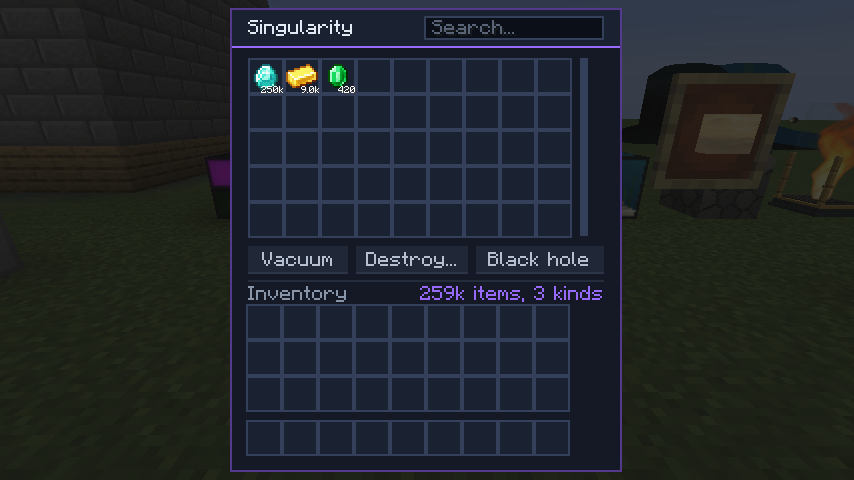 Singularity
Search...
250k 9.0k 420
Vacuum
Destroy...
Black hole
Inventory
259k items, 3 kinds